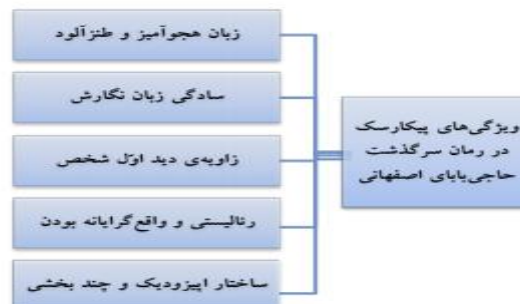 ویژگی‌های پیکارسک
در رمان سرگذشت
حاجی‌بابای اصفهانی
زبان هجوآمیز و طنزآلود
سادگی زبان نگارش
زاویه‌ی دید اوّل شخص
رئالیستی و واقع‌گرایانه بودن
ساختار اپیزودیک و چند بخشی